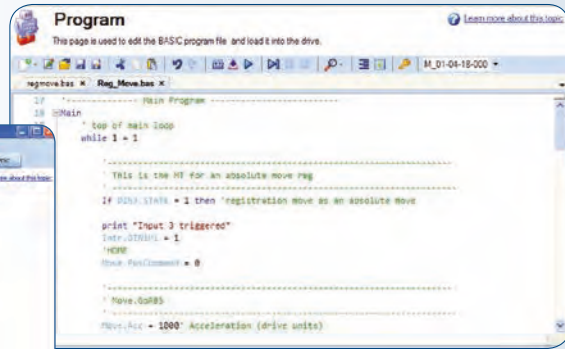 Program
Learn more about this topic
This page is used to edit the BASIC program file and load it into the drive.
M_01-04-18-000
regmove.bas × Reg_Move.bas ×
17 '------------- Main Program --------------------------
18 Main
' top of main loop
while 1 = 1
'----------------------------------------------------------------
' This is the MT for an absolute move reg
'----------------------------------------------------------------
If DIN3.STATE = 1 then 'registration move as an absolute move
print "Input 3 triggered"
= 1
'HOME
Move.PosCommand = 0
'----------------------------------------------------------------
' Move.GoABS
'----------------------------------------------------------------
Move.Acc = 1000' Acceleration (drive units)